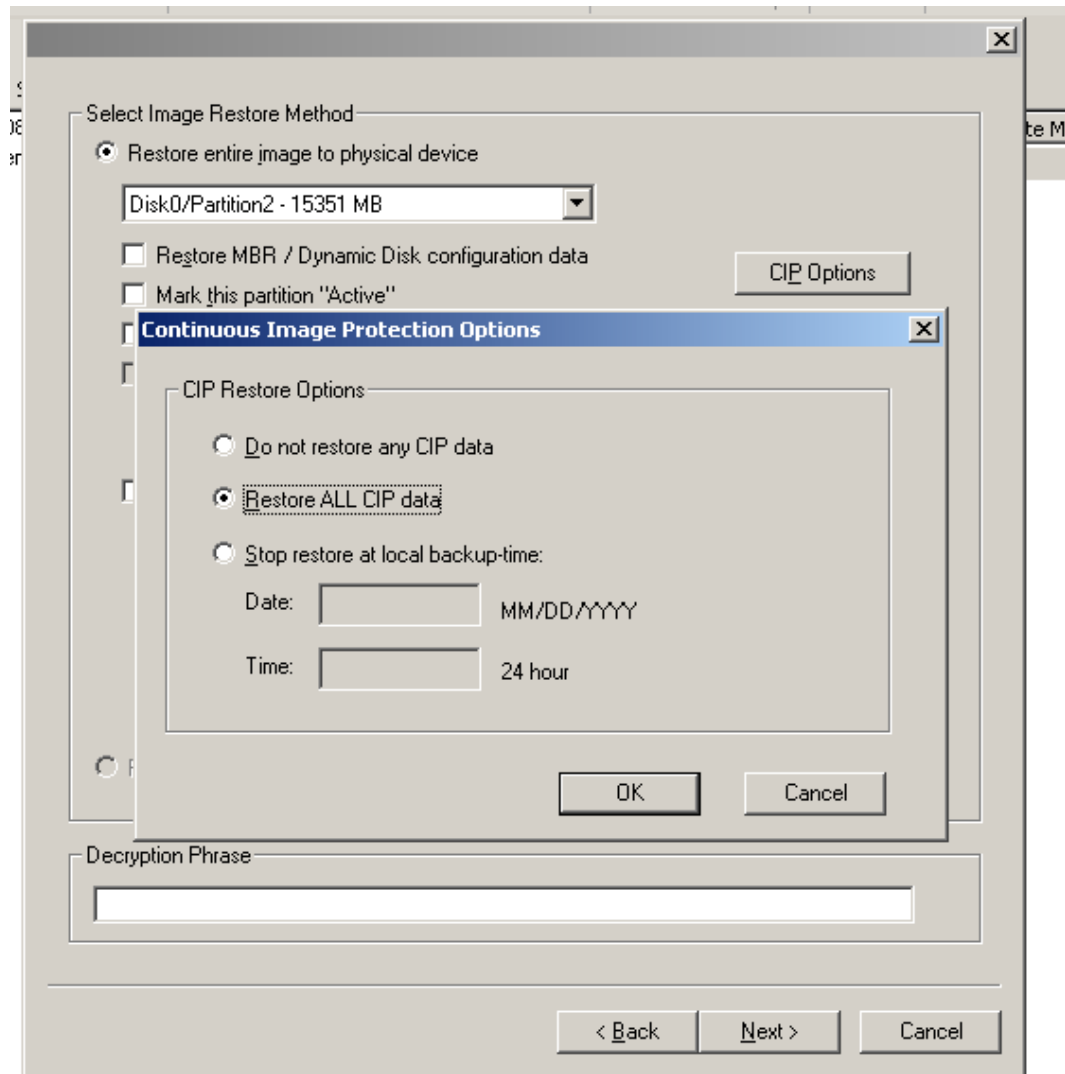 Select Image Restore Method
Restore entire image to physical device
Disk0/Partition2 - 15351 MB
Restore MBR / Dynamic Disk configuration data
CIP Options
Mark this partition "Active"
Continuous Image Protection Options
CIP Restore Options
Do not restore any CIP data
Restore ALL CIP data
Stop restore at local backup-time:
Date: MM/DD/YYYY
Time: 24 hour
OK Cancel
Decryption Phrase
< Back Next > Cancel